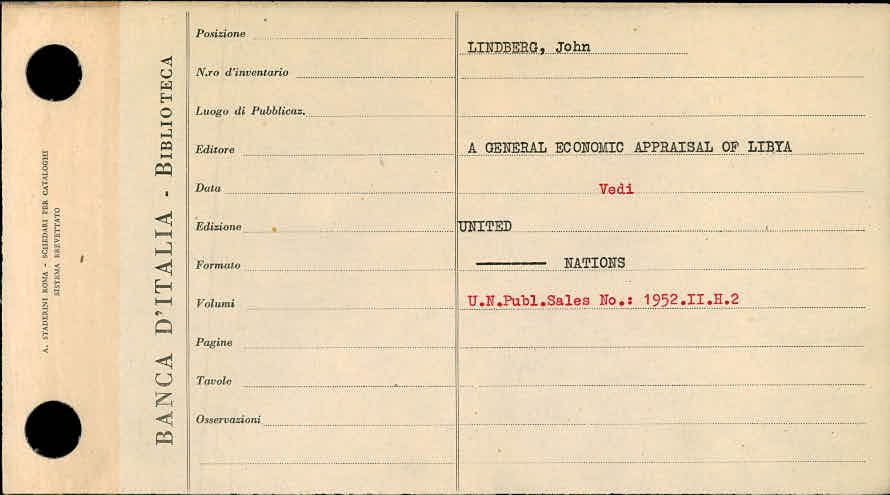 A. STADERINI ROMA - SCHEDARI PER CATALOGHI
SISTEMA BREVETTATO
BANCA D'ITALIA - BIBLIOTECA
Posizione
N.ro d'inventario
Luogo di Pubblicaz.
Editore
Data
Edizione
Formato
Volumi
Pagine
Tavole
Osservazioni
LINDBERG, John
A GENERAL ECONOMIC APPRAISAL OF LIBYA
Vedi
UNITED
NATIONS
U.N.Publ.Sales No.: 1952.II.H.2